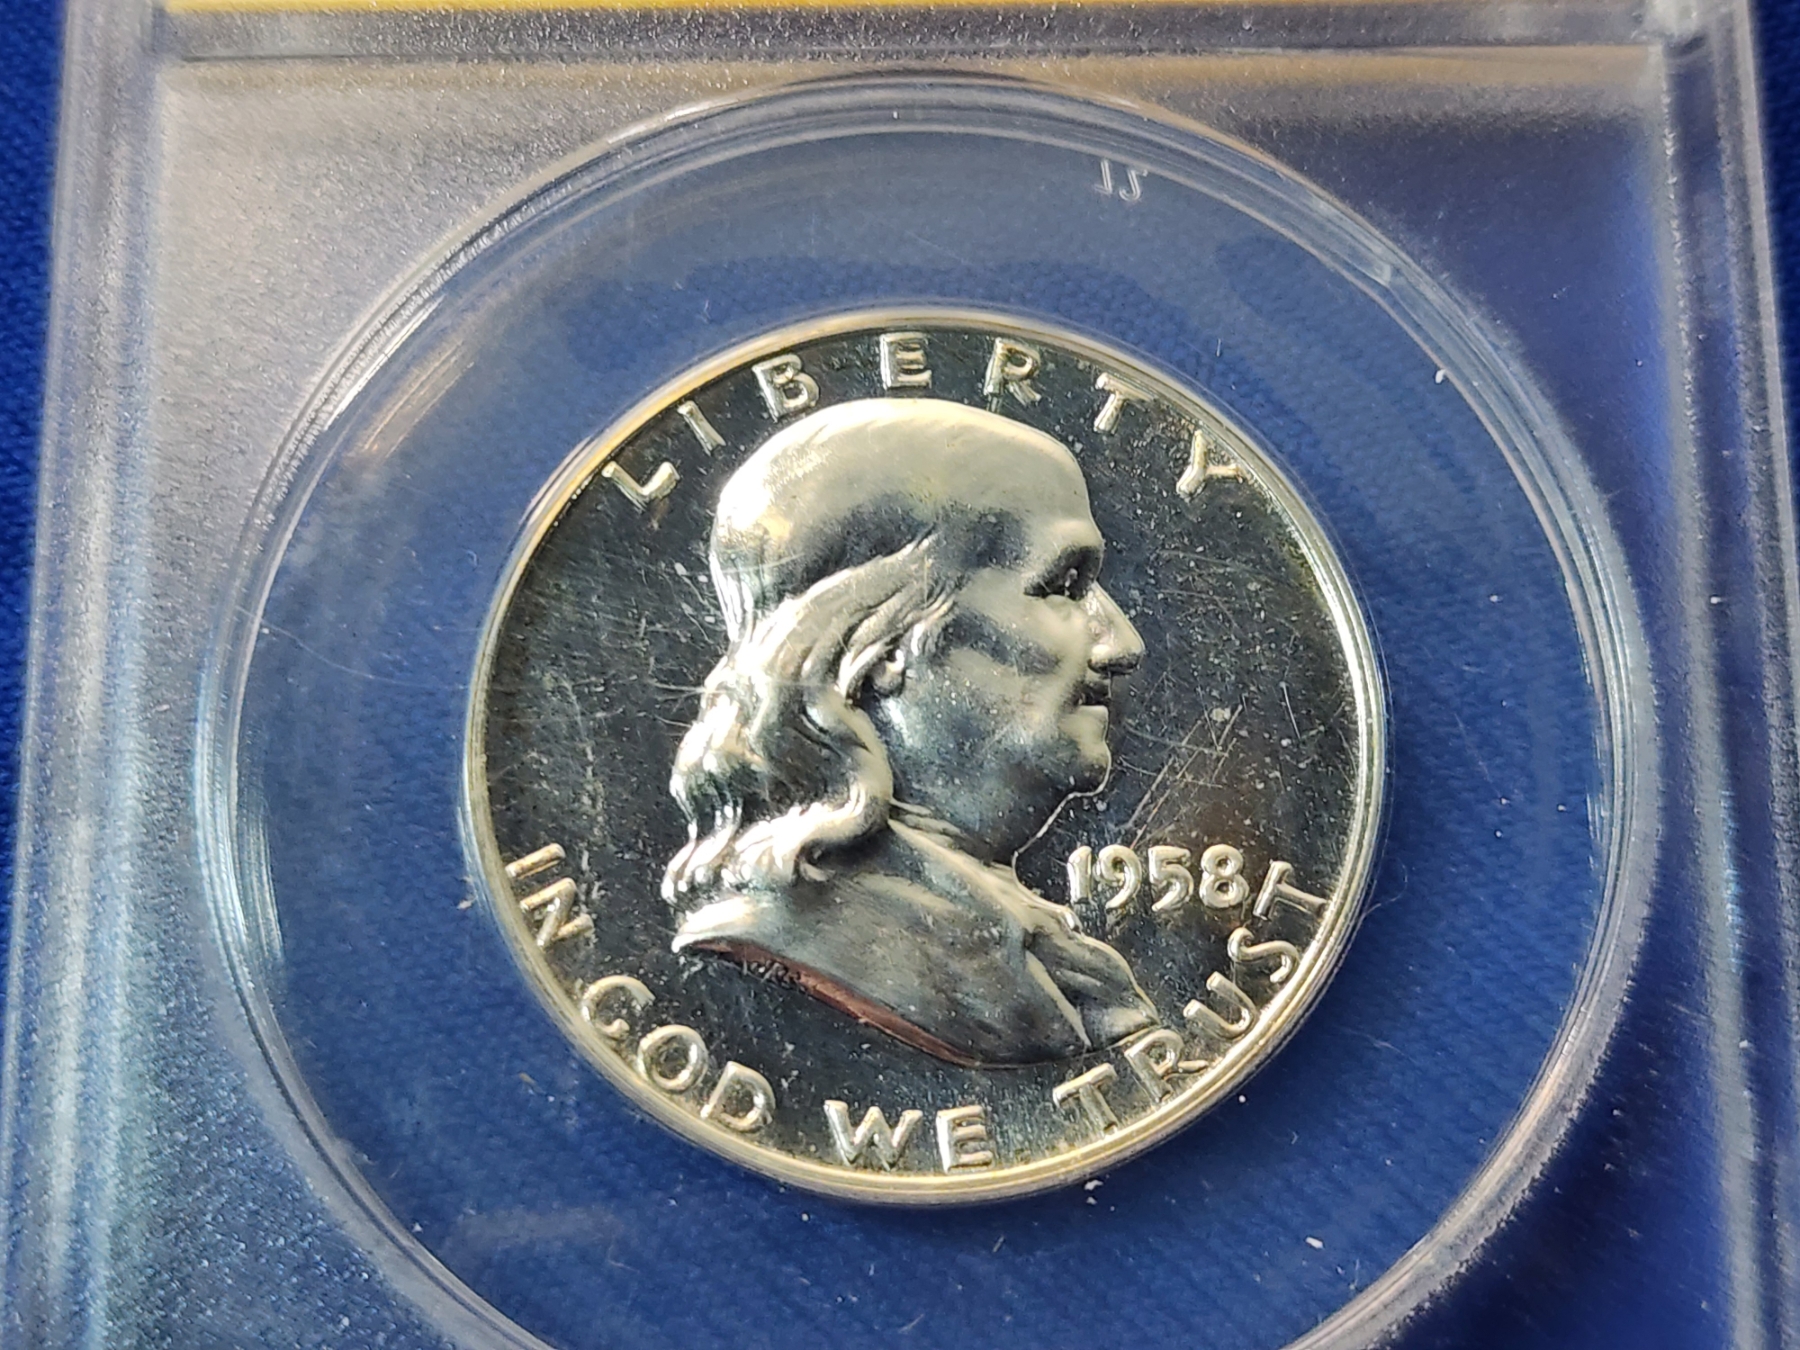 LIBERTY
1958
IN GOD WE TRUST